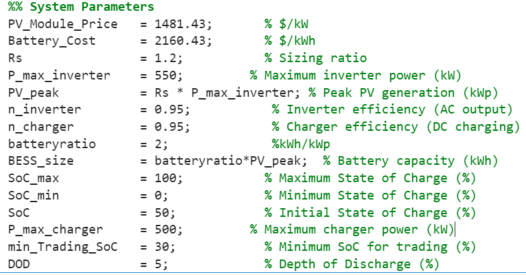 %% System Parameters
PV_Module_Price = 1481.43; % $/kW
Battery_Cost = 2160.43; % $/kWh
Rs = 1.2; % Sizing ratio
P_max_inverter = 550; % Maximum inverter power (kW)
PV_peak = Rs * P_max_inverter; % Peak PV generation (kWp)
n_inverter = 0.95; % Inverter efficiency (AC output)
n_charger = 0.95; % Charger efficiency (DC charging)
batteryratio = 2; %kWh/kWp
BESS_size = batteryratio*PV_peak; % Battery capacity (kWh)
SoC_max = 100; % Maximum State of Charge (%)
SoC_min = 0; % Minimum State of Charge (%)
SoC = 50; % Initial State of Charge (%)
P_max_charger = 500; % Maximum charger power (kW)
min_Trading_SoC = 30; % Minimum SoC for trading (%)
DOD = 5; % Depth of Discharge (%)